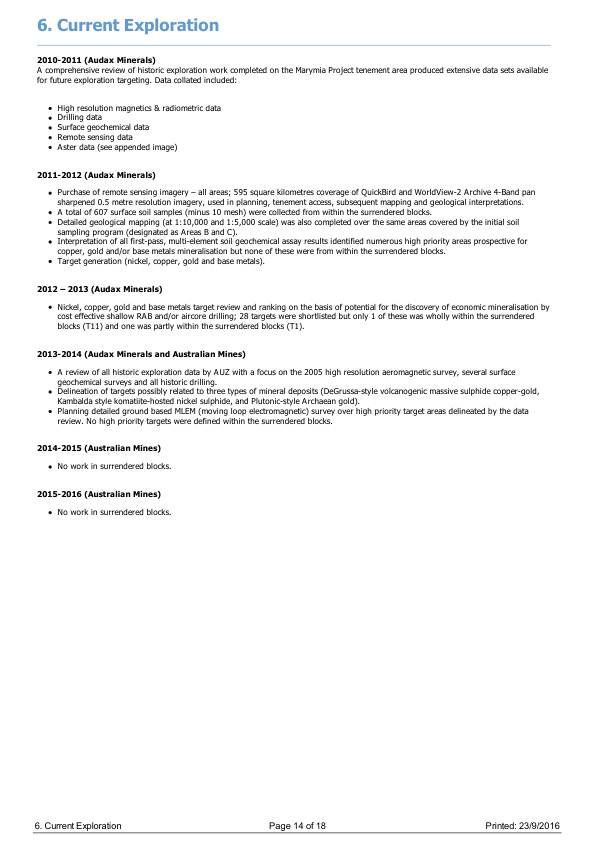 6. Current Exploration
2010-2011 (Audax Minerals)
A comprehensive review of historic exploration work completed on the Marymia Project tenement area produced extensive data sets available
for future exploration targeting. Data collated included:
• High resolution magnetics & radiometric data
• Drilling data
• Surface geochemical data
• Remote sensing data
• Aster data (see appended image)
2011-2012 (Audax Minerals)
• Purchase of remote sensing imagery – all areas; 595 square kilometres coverage of QuickBird and WorldView-2 Archive 4-Band pan
sharpened 0.5 metre resolution imagery, used in planning, tenement access, subsequent mapping and geological interpretations.
• A total of 607 surface soil samples (minus 10 mesh) were collected from within the surrendered blocks.
• Detailed geological mapping (at 1:10,000 and 1:5,000 scale) was also completed over the same areas covered by the initial soil
sampling program (designated as Areas B and C).
• Interpretation of all first-pass, multi-element soil geochemical assay results identified numerous high priority areas prospective for
copper, gold and/or base metals mineralisation but none of these were from within the surrendered blocks.
• Target generation (nickel, copper, gold and base metals).
2012 – 2013 (Audax Minerals)
• Nickel, copper, gold and base metals target review and ranking on the basis of potential for the discovery of economic mineralisation by
cost effective shallow RAB and/or aircore drilling; 28 targets were shortlisted but only 1 of these was wholly within the surrendered
blocks (T11) and one was partly within the surrendered blocks (T1).
2013-2014 (Audax Minerals and Australian Mines)
• A review of all historic exploration data by AUZ with a focus on the 2005 high resolution aeromagnetic survey, several surface
geochemical surveys and all historic drilling.
• Delineation of targets possibly related to three types of mineral deposits (DeGrussa-style volcanogenic massive sulphide copper-gold,
Kambalda style komatiite-hosted nickel sulphide, and Plutonic-style Archaean gold).
• Planning detailed ground based MLEM (moving loop electromagnetic) survey over high priority target areas delineated by the data
review. No high priority targets were defined within the surrendered blocks.
2014-2015 (Australian Mines)
• No work in surrendered blocks.
2015-2016 (Australian Mines)
• No work in surrendered blocks.
6. Current Exploration Page 14 of 18 Printed: 23/9/2016